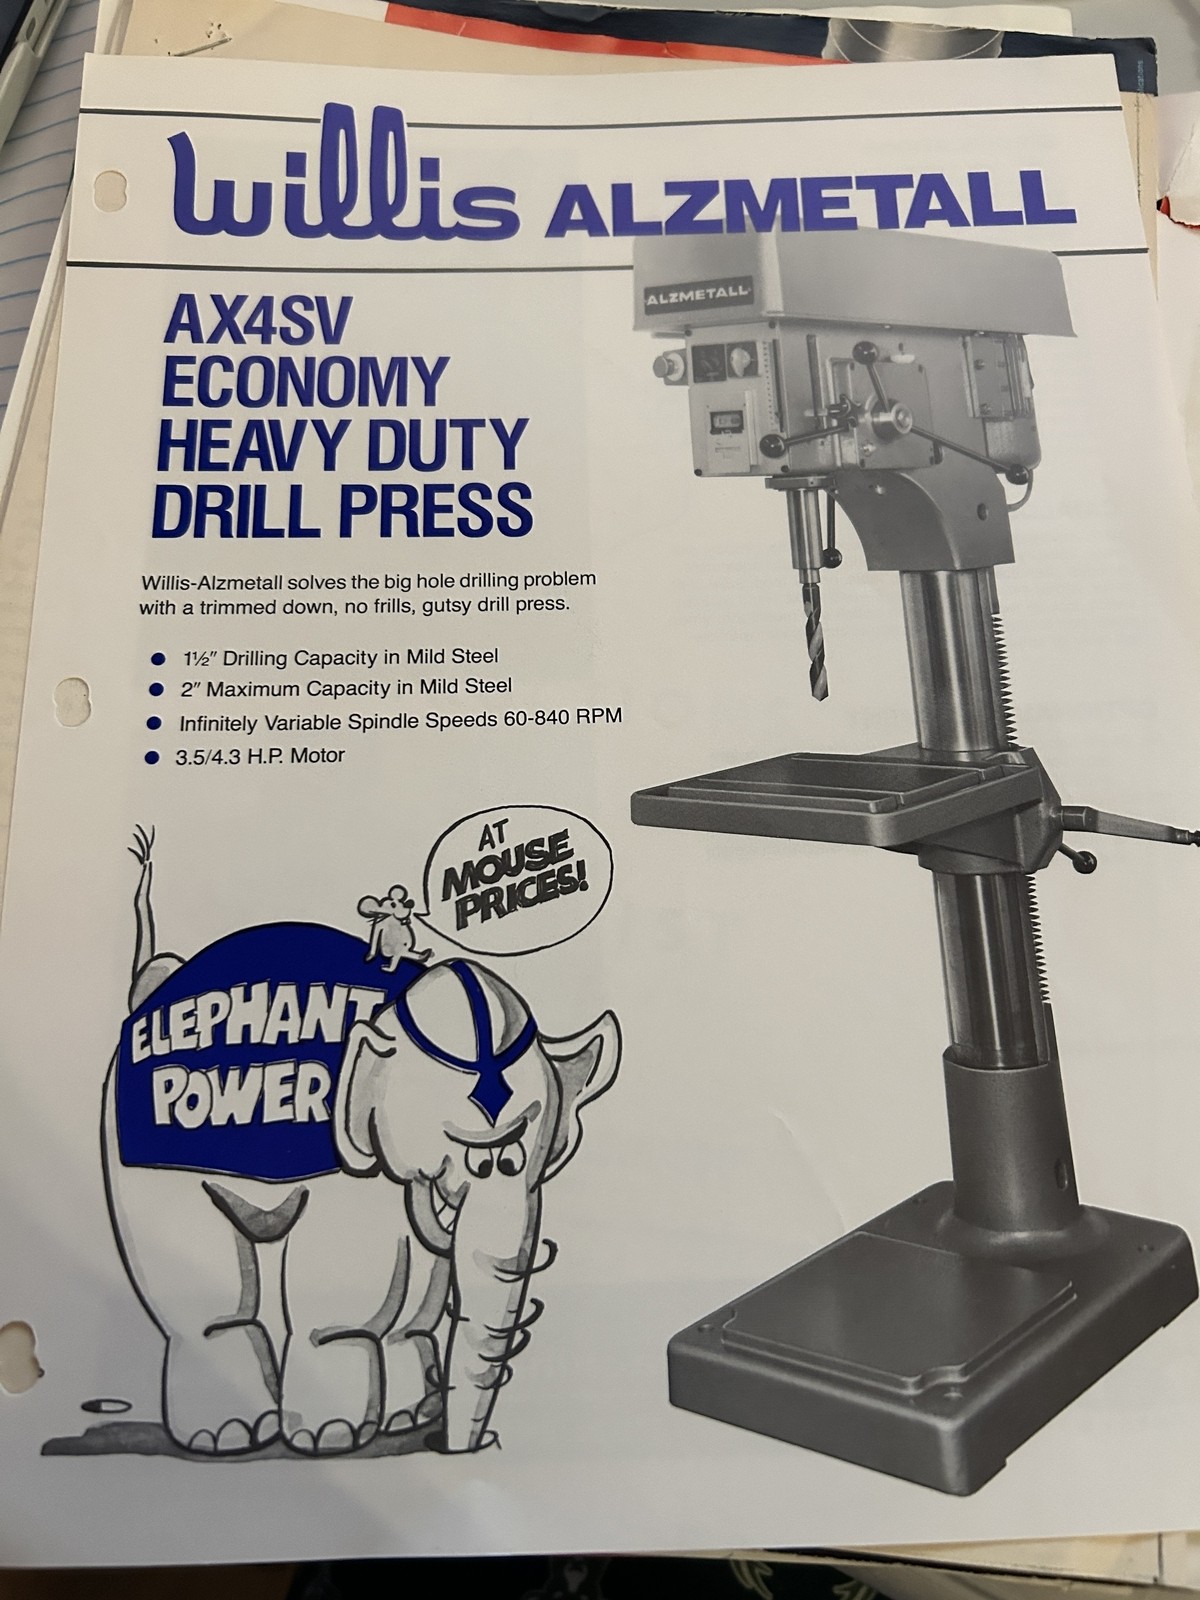 Willis ALZMETALL
ALZMETALL
AX4SV
ECONOMY
HEAVY DUTY
DRILL PRESS
Willis-Alzmetall solves the big hole drilling problem
with a trimmed down, no frills, gutsy drill press.
● 1½″ Drilling Capacity in Mild Steel
● 2″ Maximum Capacity in Mild Steel
● Infinitely Variable Spindle Speeds 60-840 RPM
● 3.5/4.3 H.P. Motor
AT
MOUSE
PRICES!
ELEPHANT
POWER